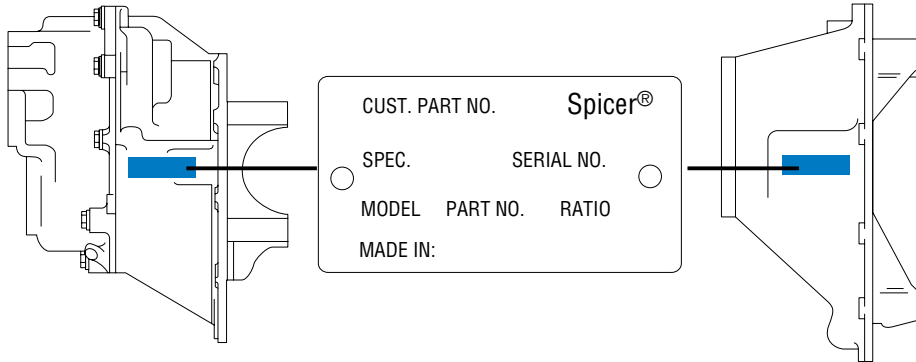 CUST. PART NO. Spicer®
SPEC. SERIAL NO.
MODEL PART NO. RATIO
MADE IN: